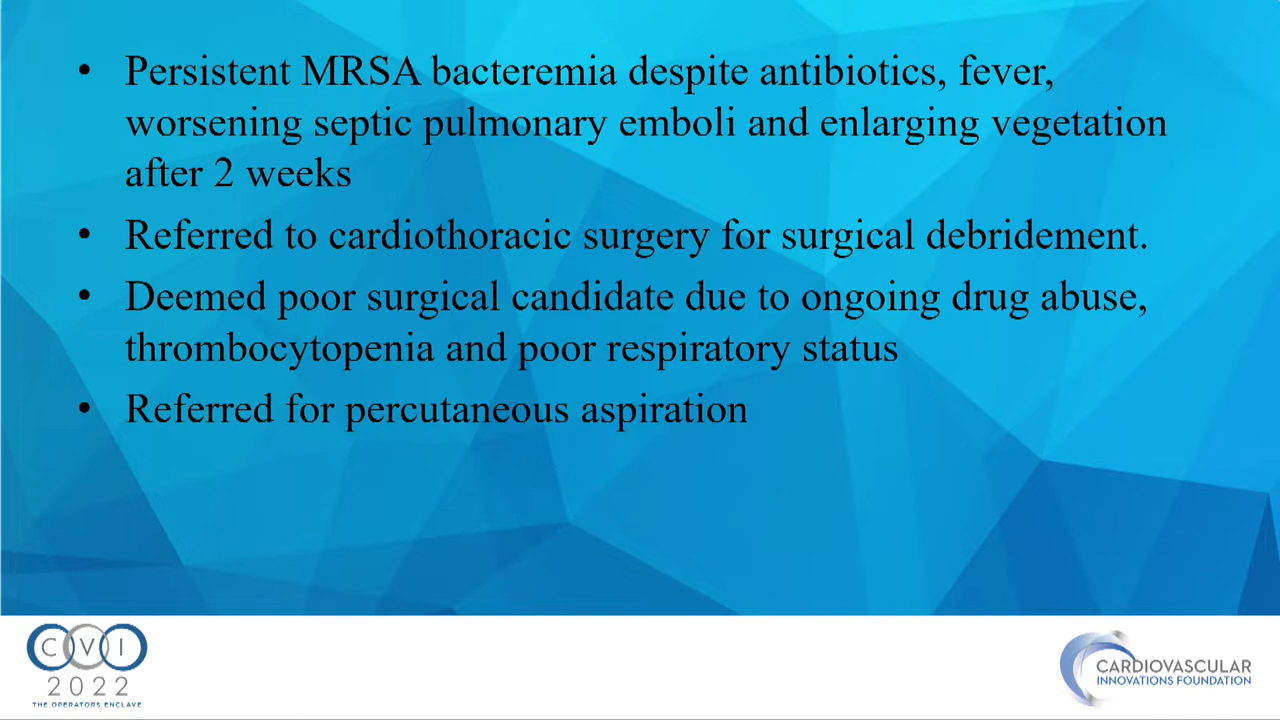 • Persistent MRSA bacteremia despite antibiotics, fever,
worsening septic pulmonary emboli and enlarging vegetation
after 2 weeks
• Referred to cardiothoracic surgery for surgical debridement.
• Deemed poor surgical candidate due to ongoing drug abuse,
thrombocytopenia and poor respiratory status
• Referred for percutaneous aspiration
CVI
2022
THE OPERATORS ENCLAVE
CARDIOVASCULAR
INNOVATIONS FOUNDATION